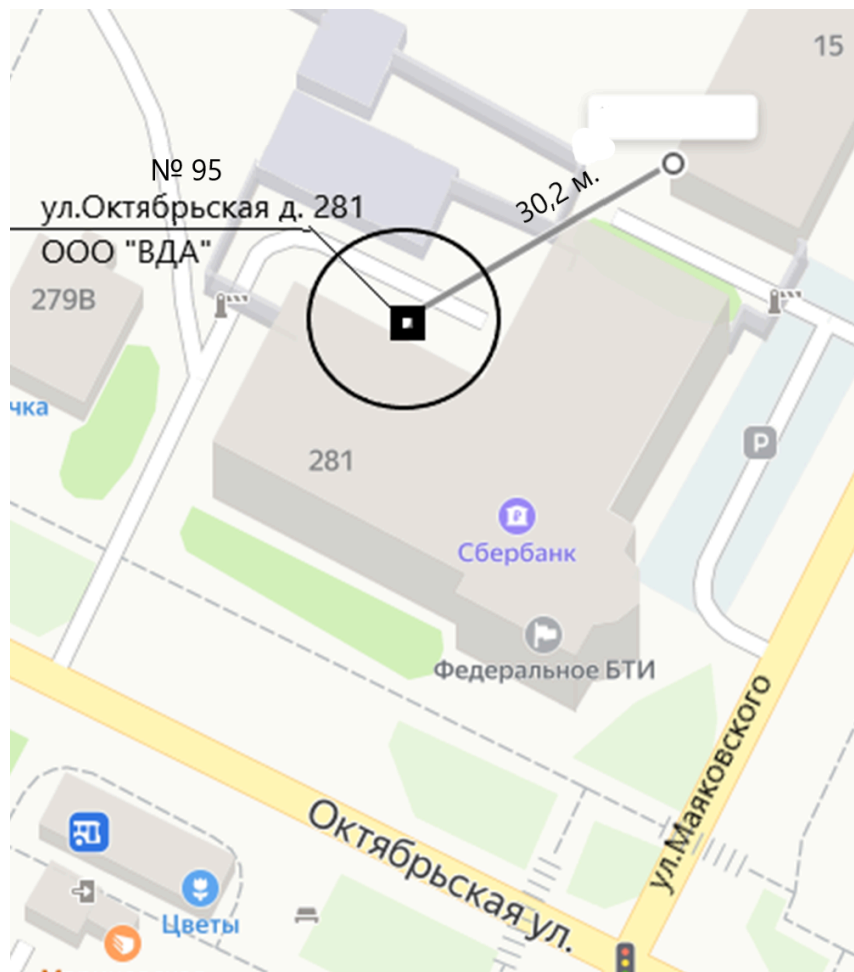 15
№ 95
ул.Октябрьская д. 281
ООО "ВДА"
30,2 м.
279В
чка
281
P
Сбербанк
Федеральное БТИ
ул.Маяковского
Октябрьская ул.
Цветы